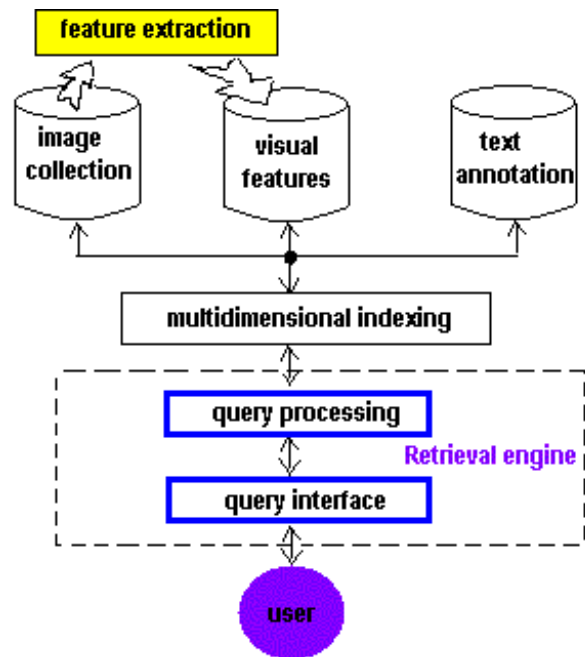 feature extraction
image
collection
visual
features
text
annotation
multidimensional indexing
query processing
Retrieval engine
query interface
user